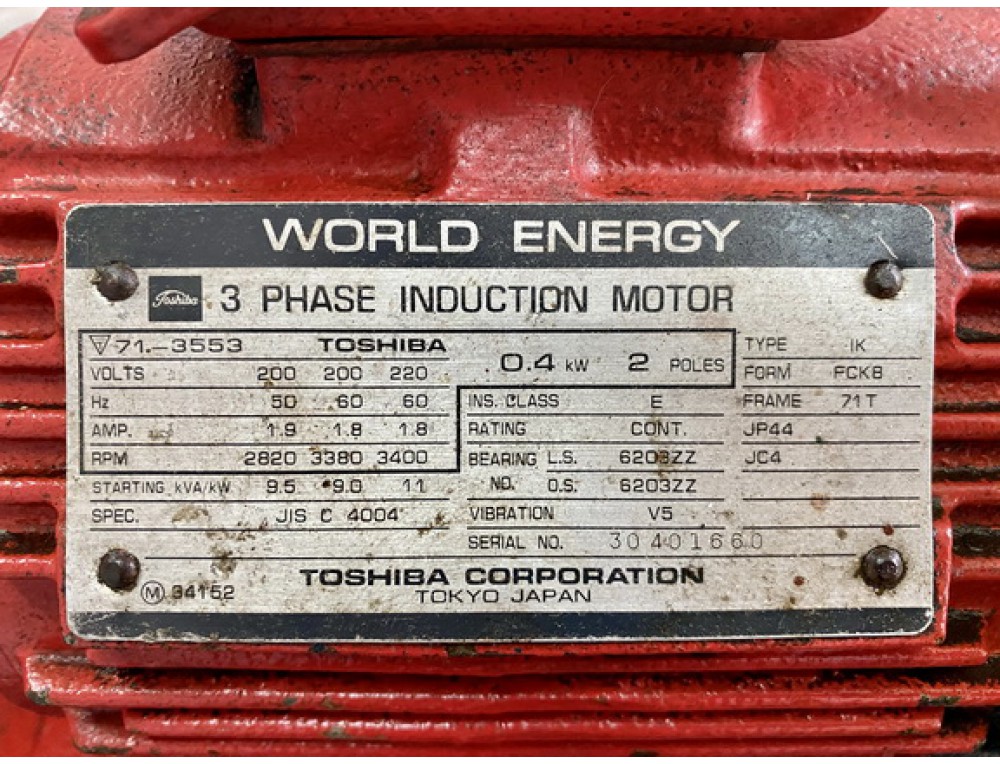 WORLD ENERGY
Toshiba 3 PHASE INDUCTION MOTOR
▽71.-3553 TOSHIBA
VOLTS 200 200 220
Hz 50 60 60
AMP. 1.9 1.8 1.8
RPM 2820 3380 3400
STARTING kVA/kW 9.5 9.0 11
SPEC. JIS C 4004
0.4 kW 2 POLES
INS. CLASS E
RATING CONT.
BEARING L.S. 6203ZZ
NO. O.S. 6203ZZ
VIBRATION V5
SERIAL NO. 30401660
TYPE IK
FORM FCK8
FRAME 71T
JP44
JC4
Ⓜ 34152
TOSHIBA CORPORATION
TOKYO JAPAN